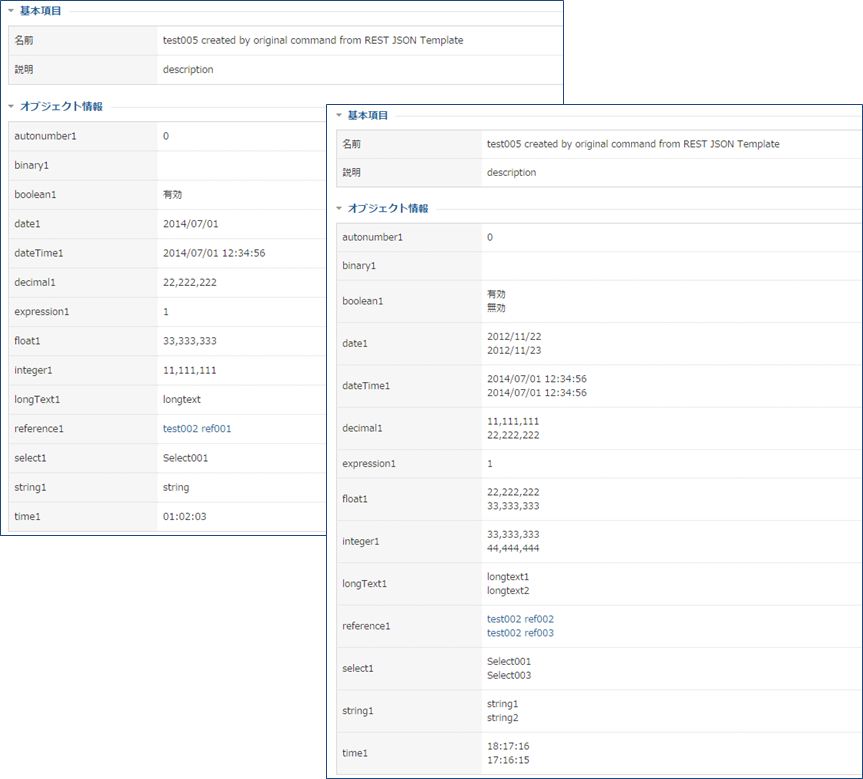 基本項目
名前 test005 created by original command from REST JSON Template
説明 description
オブジェクト情報
autonumber1 0
binary1
boolean1 有効
date1 2014/07/01
dateTime1 2014/07/01 12:34:56
decimal1 22,222,222
expression1 1
float1 33,333,333
integer1 11,111,111
longText1 longtext
reference1 test002 ref001
select1 Select001
string1 string
time1 01:02:03
基本項目
名前 test005 created by original command from REST JSON Template
説明 description
オブジェクト情報
autonumber1 0
binary1
boolean1 有効
無効
date1 2012/11/22
2012/11/23
dateTime1 2014/07/01 12:34:56
2014/07/01 12:34:56
decimal1 11,111,111
22,222,222
expression1 1
float1 22,222,222
33,333,333
integer1 33,333,333
44,444,444
longText1 longtext1
longtext2
reference1 test002 ref002
test002 ref003
select1 Select001
Select003
string1 string1
string2
time1 18:17:16
17:16:15